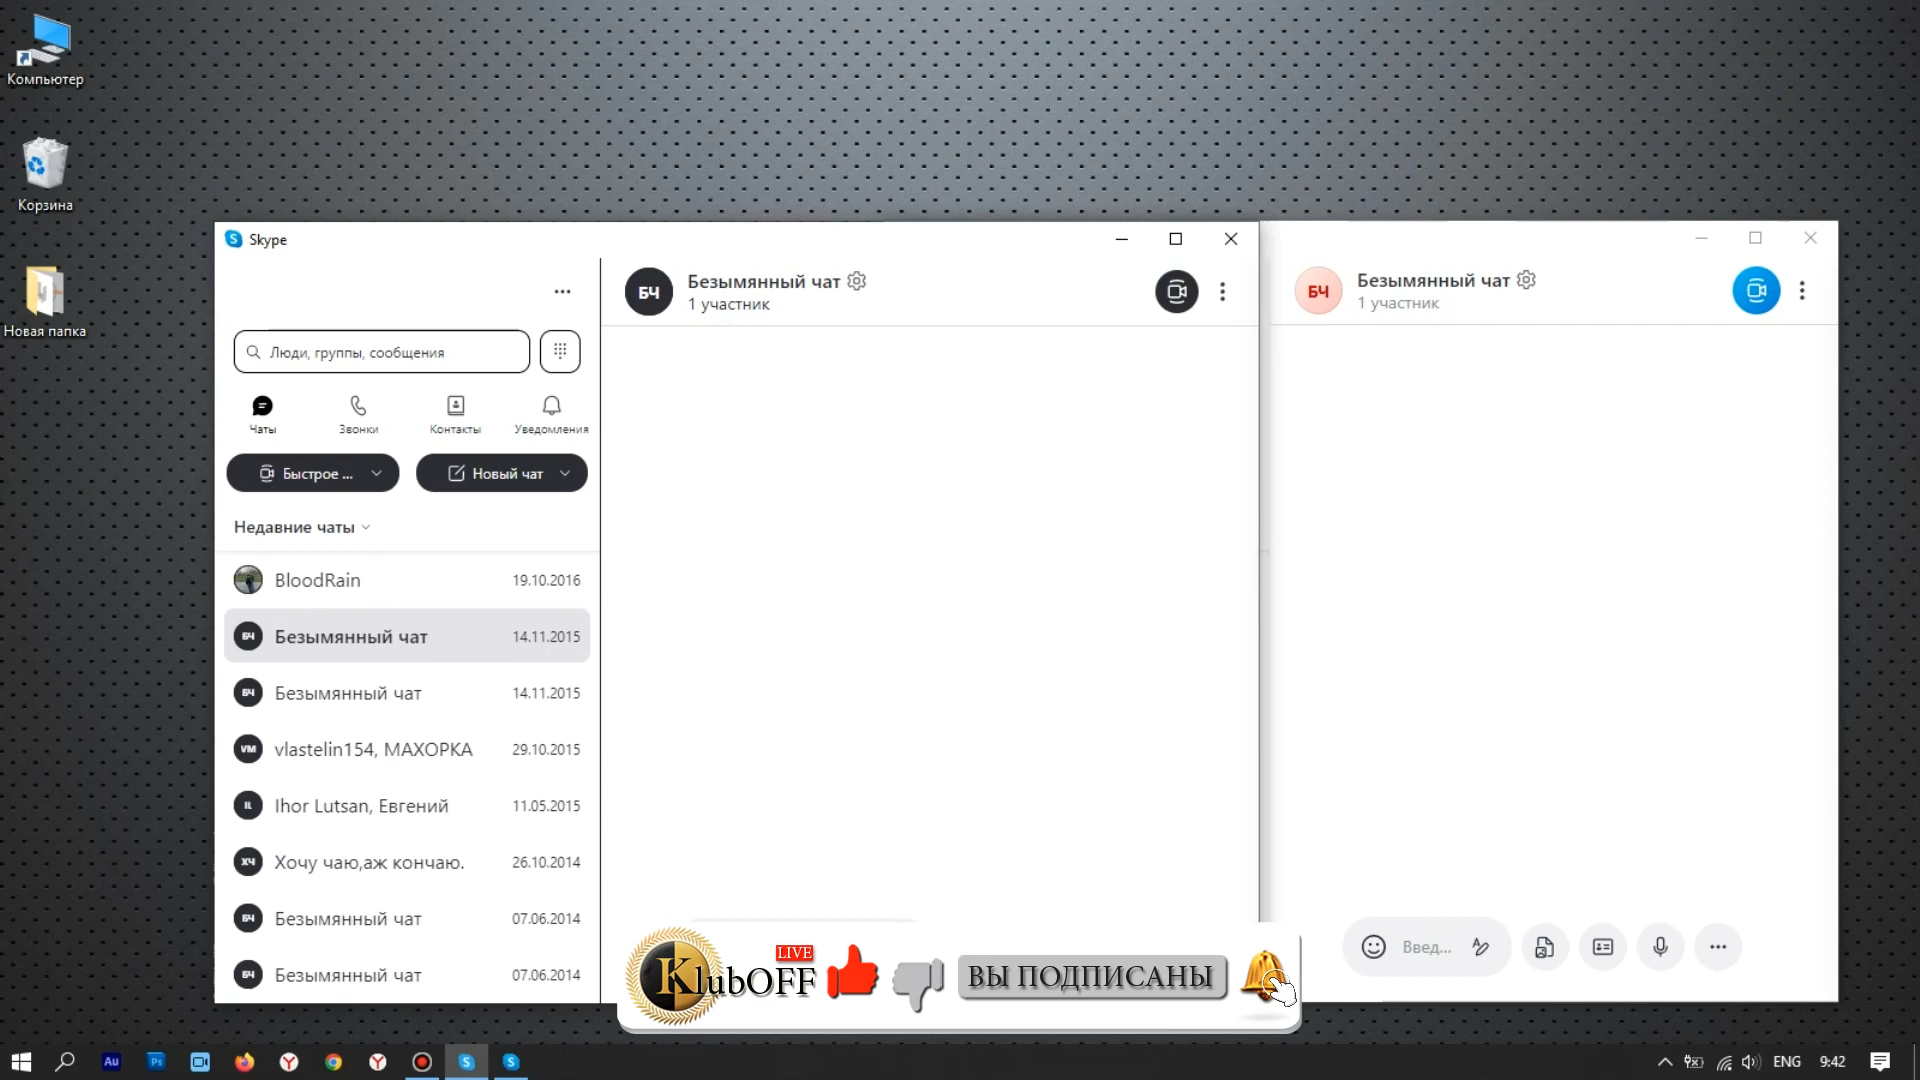 Компьютер
Корзина
Новая папка
Skype
Безымянный чат
1 участник
Люди, группы, сообщения
Чаты
Звонки
Контакты
Уведомления
Быстрое ...
Новый чат
Недавние чаты
BloodRain 19.10.2016
БЧ Безымянный чат 14.11.2015
БЧ Безымянный чат 14.11.2015
VM vlastelin154, МАХОРКА 29.10.2015
IL Ihor Lutsan, Евгений 11.05.2015
ХЧ Хочу чаю,аж кончаю. 26.10.2014
БЧ Безымянный чат 07.06.2014
БЧ Безымянный чат 07.06.2014
БЧ
БЧ
Безымянный чат
1 участник
Введ...
KlubOFF
LIVE
ВЫ ПОДПИСАНЫ
Au
Ps
ENG
9:42